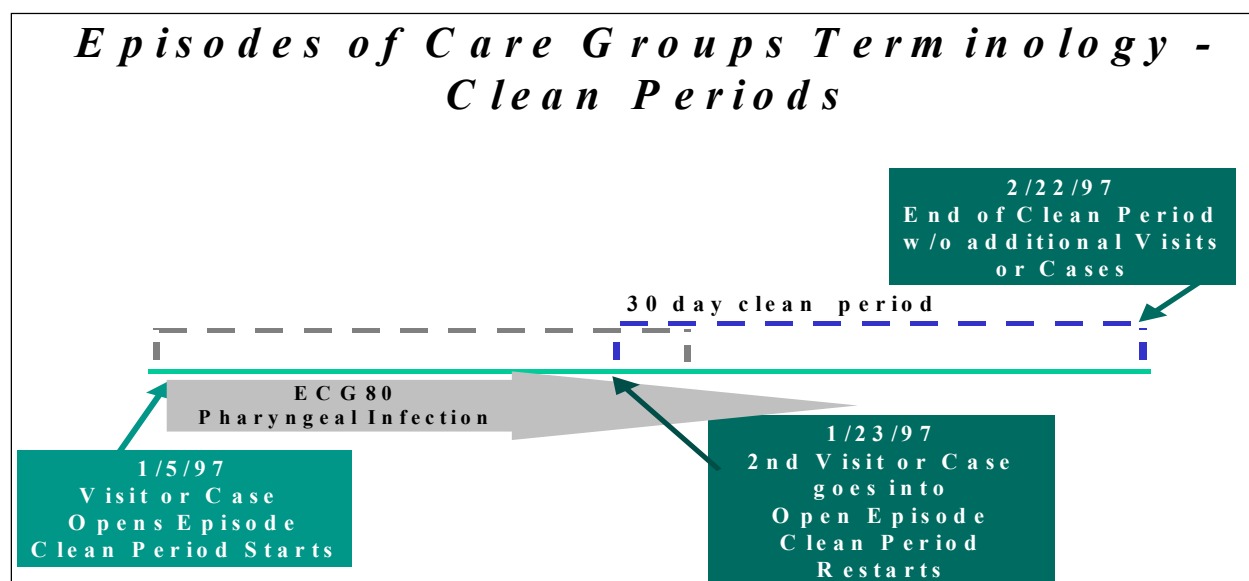 Episodes of Care Groups Terminology -
Clean Periods
2/22/97
End of Clean Period
w/o additional Visits
or Cases
30 day clean period
ECG80
Pharyngeal Infection
1/5/97
Visit or Case
Opens Episode
Clean Period Starts
1/23/97
2nd Visit or Case
goes into
Open Episode
Clean Period
Restarts